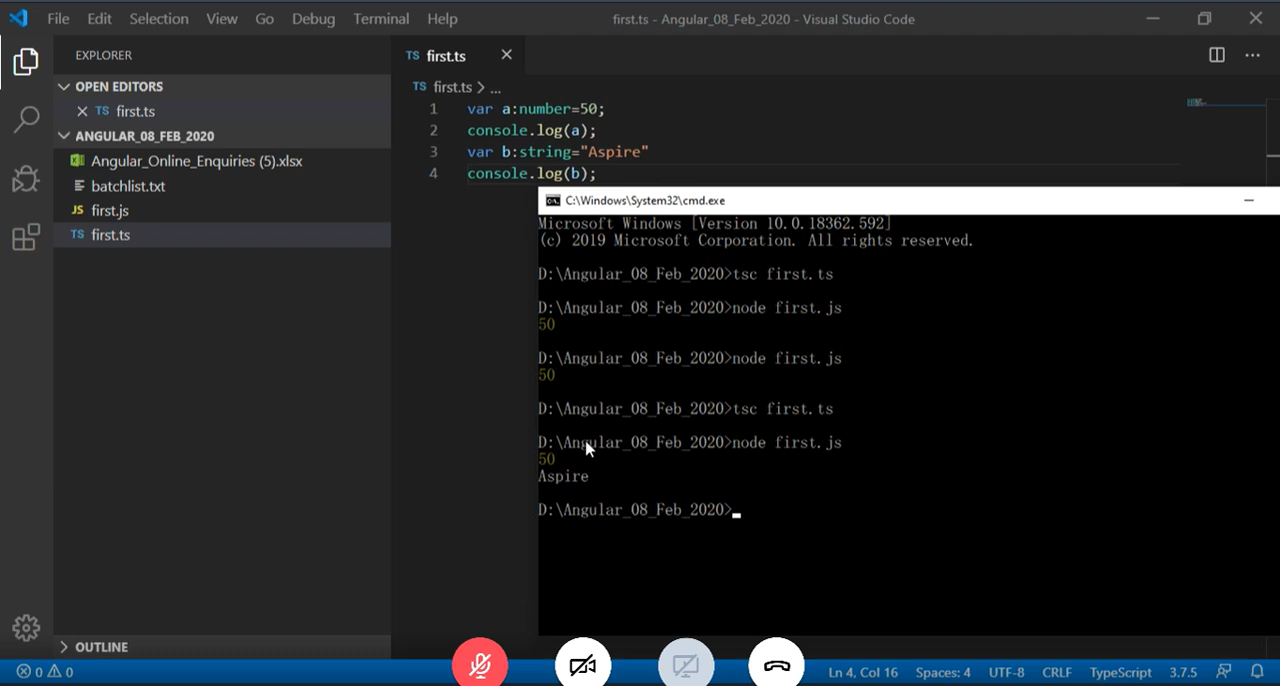 File Edit Selection View Go Debug Terminal Help first.ts - Angular_08_Feb_2020 - Visual Studio Code
EXPLORER
OPEN EDITORS
TS first.ts
ANGULAR_08_FEB_2020
Angular_Online_Enquiries (5).xlsx
batchlist.txt
JS first.js
TS first.ts
OUTLINE
TS first.ts
TS first.ts > ...
1 var a:number=50;
2 console.log(a);
3 var b:string="Aspire"
4 console.log(b);
C:\Windows\System32\cmd.exe
Microsoft Windows [Version 10.0.18362.592]
(c) 2019 Microsoft Corporation. All rights reserved.
D:\Angular_08_Feb_2020>tsc first.ts
D:\Angular_08_Feb_2020>node first.js
50
D:\Angular_08_Feb_2020>node first.js
50
D:\Angular_08_Feb_2020>tsc first.ts
D:\Angular_08_Feb_2020>node first.js
50
Aspire
D:\Angular_08_Feb_2020>
0 0 Ln 4, Col 16 Spaces: 4 UTF-8 CRLF TypeScript 3.7.5